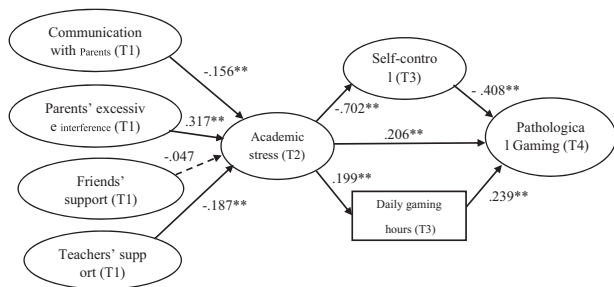 Communication
with Parents (T1)
-.156**
Parents' excessiv
e interference (T1)
.317**
Friends'
support (T1)
-.047
Teachers' supp
ort (T1)
-.187**
Academic
stress (T2)
Self-contro
l (T3)
-.702**
- .408**
.206**
.199**
Daily gaming
hours (T3)
.239**
Pathologica
l Gaming (T4)